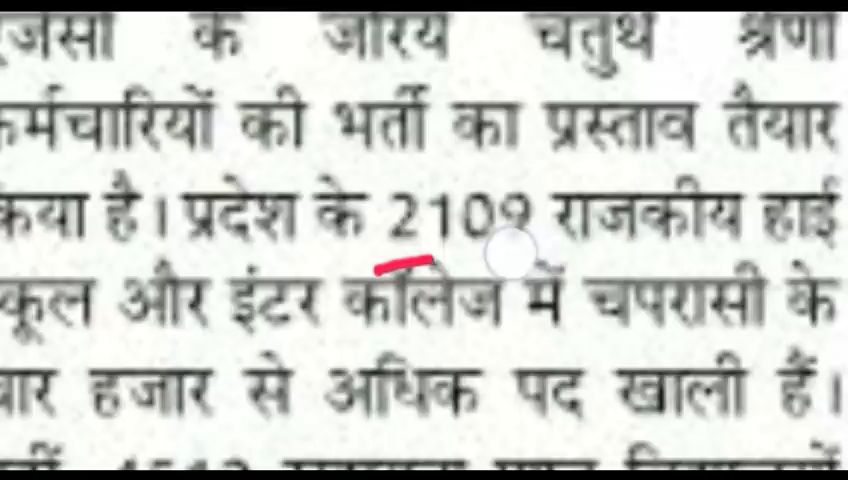 के जरिये चतुर्थ श्रेणी
कर्मचारियों की भर्ती का प्रस्ताव तैयार
किया है। प्रदेश के 2109 राजकीय हाई
स्कूल और इंटर कॉलेज में चपरासी के
चार हजार से अधिक पद खाली हैं।